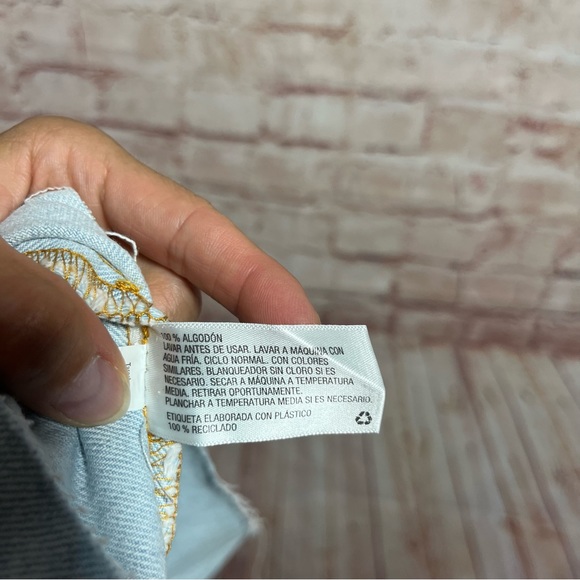 100 % ALGODÓN
LAVAR ANTES DE USAR. LAVAR A MÁQUINA CON
AGUA FRÍA. CICLO NORMAL. CON COLORES
SIMILARES. BLANQUEADOR SIN CLORO SI ES
NECESARIO. SECAR A MÁQUINA A TEMPERATURA
MEDIA. RETIRAR OPORTUNAMENTE.
PLANCHAR A TEMPERATURA MEDIA SI ES NECESARIO.
ETIQUETA ELABORADA CON PLÁSTICO
100 % RECICLADO